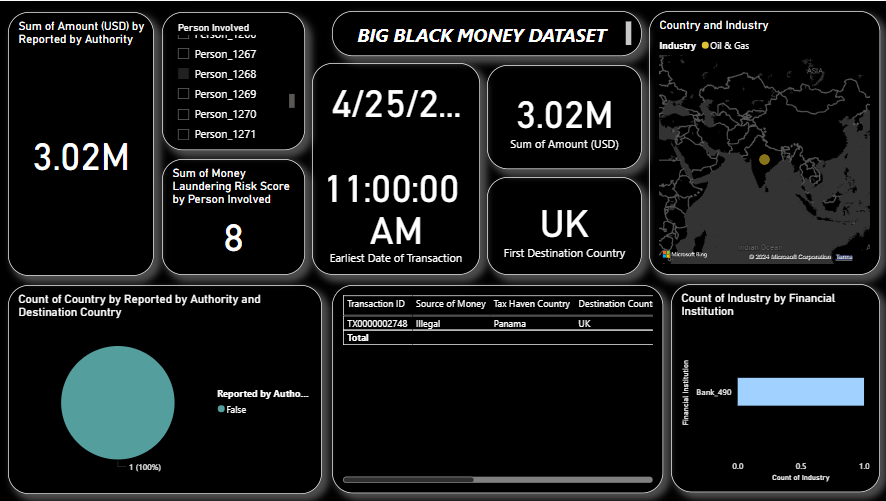 Sum of Amount (USD) by
Reported by Authority
3.02M
Person Involved
Person_1267
Person_1268
Person_1269
Person_1270
Person_1271
Sum of Money
Laundering Risk Score
by Person Involved
8
BIG BLACK MONEY DATASET
4/25/2...
11:00:00
AM
Earliest Date of Transaction
3.02M
Sum of Amount (USD)
UK
First Destination Country
Country and Industry
Industry Oil & Gas
ASIA
Indian Ocean
Microsoft Bing
© 2024 Microsoft Corporation Terms
Count of Country by Reported by Authority and
Destination Country
Reported by Autho...
False
1 (100%)
Transaction ID Source of Money Tax Haven Country Destination Count
TX0000002748 Illegal Panama UK
Total
Count of Industry by Financial
Institution
Financial Institution
Bank_490
0.0 0.5 1.0
Count of Industry